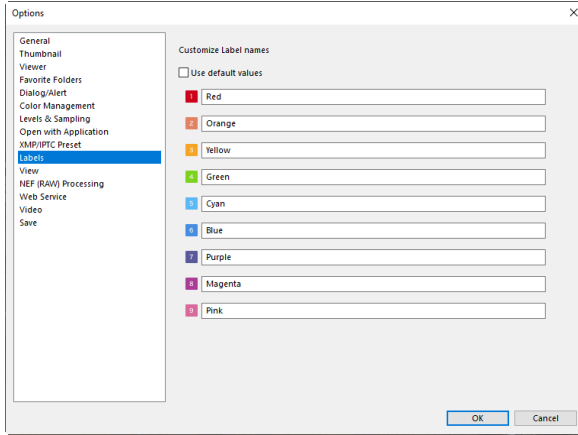 Options
General
Thumbnail
Viewer
Favorite Folders
Dialog/Alert
Color Management
Levels & Sampling
Open with Application
XMP/IPTC Preset
Labels
View
NEF (RAW) Processing
Web Service
Video
Save
Customize Label names
Use default values
1 Red
2 Orange
3 Yellow
4 Green
5 Cyan
6 Blue
7 Purple
8 Magenta
9 Pink
OK Cancel